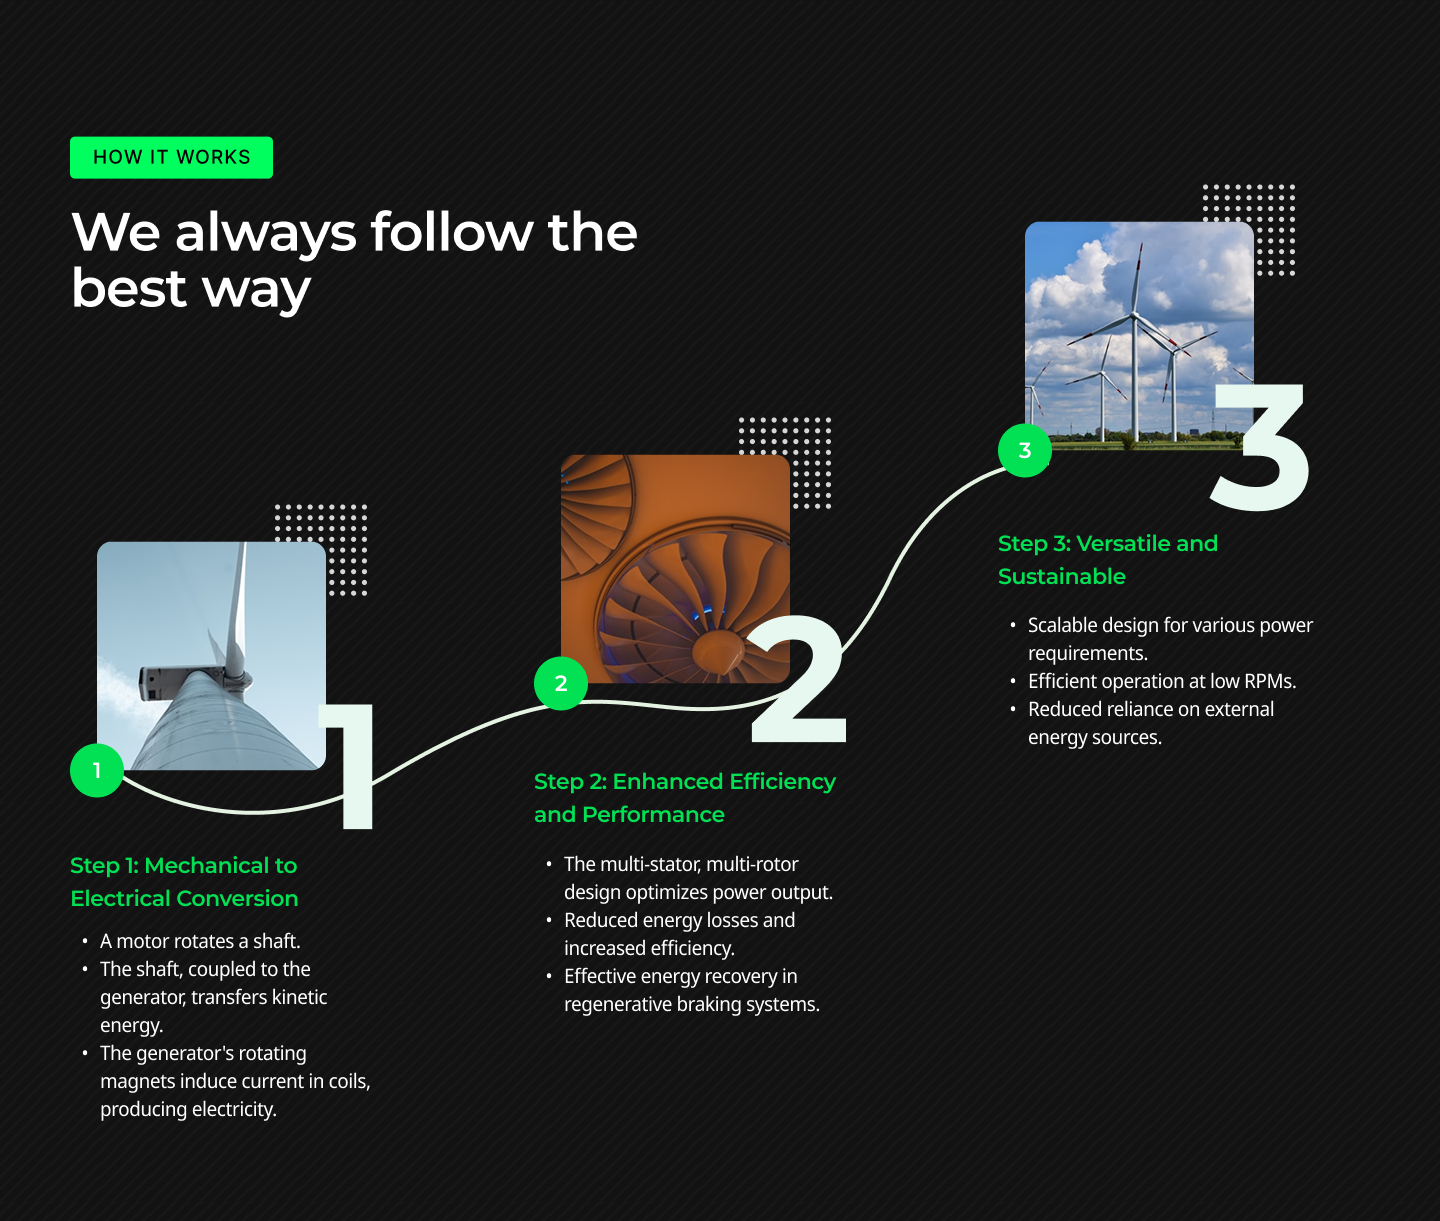 HOW IT WORKS
We always follow the
best way
1
1
Step 1: Mechanical to
Electrical Conversion
• A motor rotates a shaft.
• The shaft, coupled to the
generator, transfers kinetic
energy.
• The generator's rotating
magnets induce current in coils,
producing electricity.
2
2
Step 2: Enhanced Efficiency
and Performance
• The multi-stator, multi-rotor
design optimizes power output.
• Reduced energy losses and
increased efficiency.
• Effective energy recovery in
regenerative braking systems.
3
3
Step 3: Versatile and
Sustainable
• Scalable design for various power
requirements.
• Efficient operation at low RPMs.
• Reduced reliance on external
energy sources.